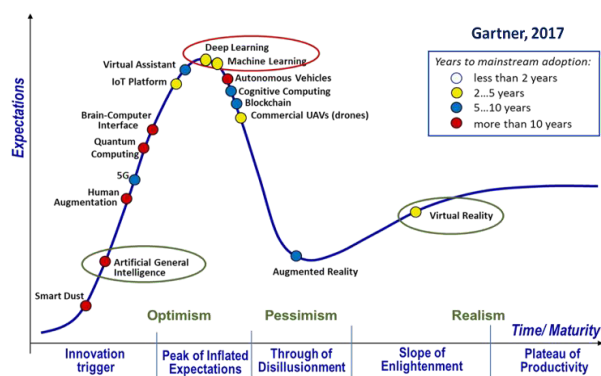 Gartner, 2017
Years to mainstream adoption:
less than 2 years
2...5 years
5...10 years
more than 10 years
Expectations
Deep Learning
Machine Learning
Virtual Assistant
IoT Platform
Autonomous Vehicles
Cognitive Computing
Blockchain
Commercial UAVs (drones)
Brain-Computer
Interface
Quantum
Computing
5G
Human
Augmentation
Virtual Reality
Artificial General
Intelligence
Augmented Reality
Smart Dust
Optimism
Pessimism
Realism
Time/ Maturity
Innovation
trigger
Peak of Inflated
Expectations
Through of
Disillusionment
Slope of
Enlightenment
Plateau of
Productivity